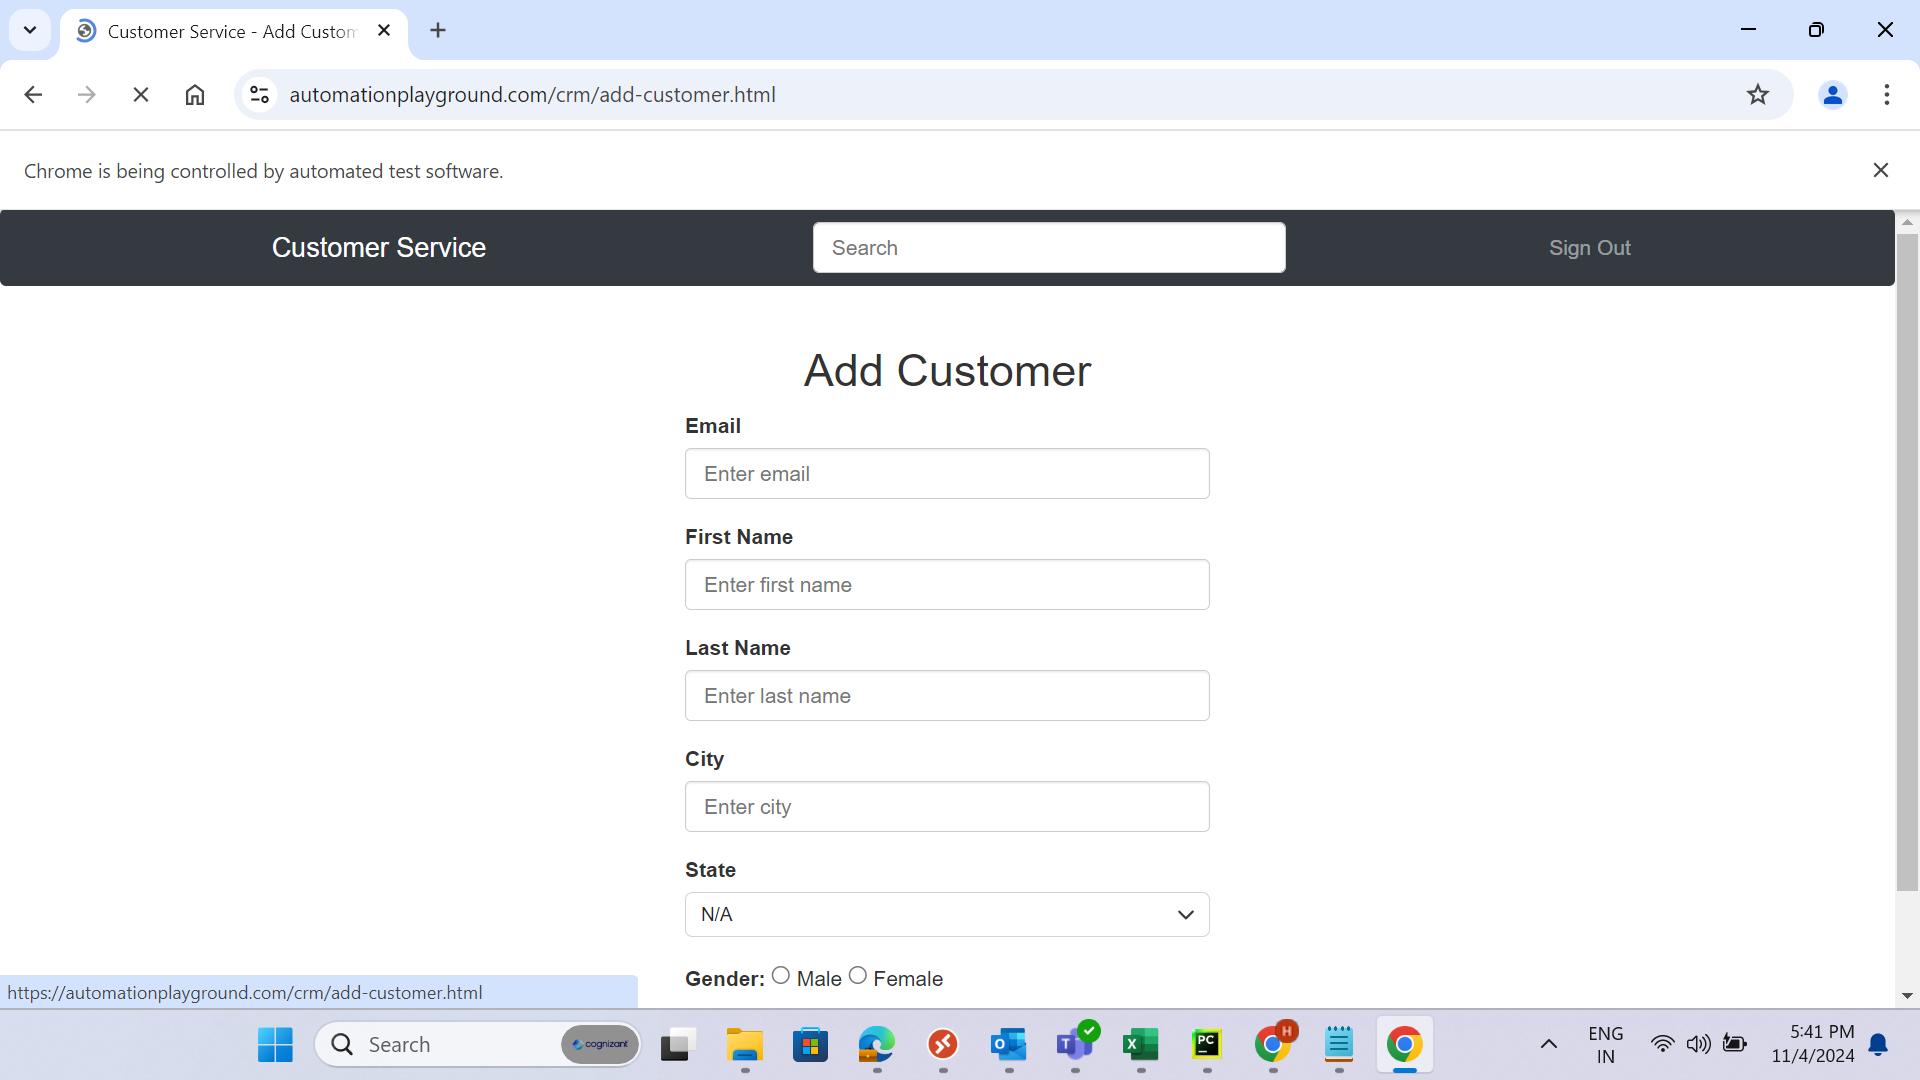 Customer Service - Add Custom
automationplayground.com/crm/add-customer.html
Chrome is being controlled by automated test software.
Customer Service
Search
Sign Out
Add Customer
Email
Enter email
First Name
Enter first name
Last Name
Enter last name
City
Enter city
State
N/A
Gender: Male Female
https://automationplayground.com/crm/add-customer.html
Search
cognizant
O
T
X
PC
H
ENG
IN
5:41 PM
11/4/2024